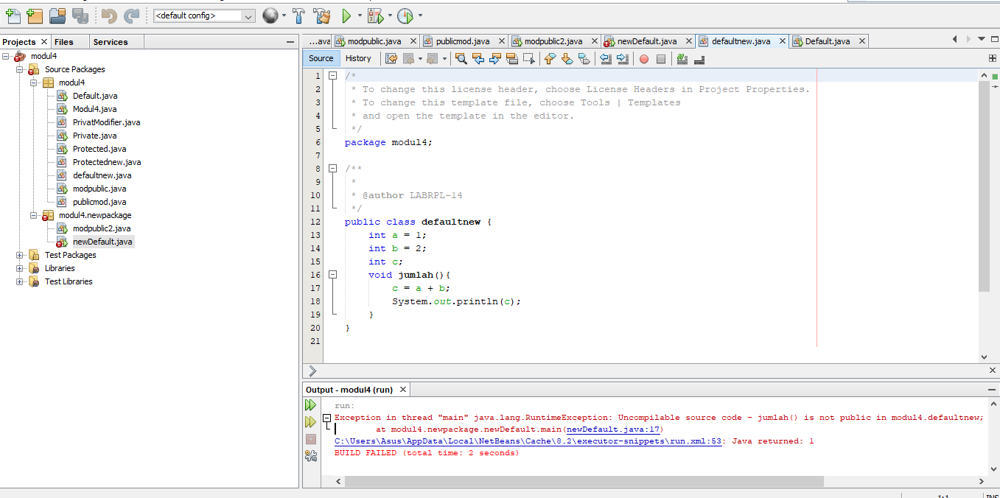 <default config>
Projects
Files
Services
modul4
Source Packages
modul4
Default.java
Modul4.java
PrivatModifier.java
Private.java
Protected.java
Protectednew.java
defaultnew.java
modpublic.java
publicmod.java
modul4.newpackage
modpublic2.java
newDefault.java
Test Packages
Libraries
Test Libraries
...ava modpublic.java publicmod.java modpublic2.java newDefault.java defaultnew.java Default.java
Source History
1 /*
2 * To change this license header, choose License Headers in Project Properties.
3 * To change this template file, choose Tools | Templates
4 * and open the template in the editor.
5 */
6 package modul4;
7
8 /**
9 *
10 * @author LABRPL-14
11 */
12 public class defaultnew {
13 int a = 1;
14 int b = 2;
15 int c;
16 void jumlah(){
17 c = a + b;
18 System.out.println(c);
19 }
20 }
21
Output - modul4 (run)
run:
Exception in thread "main" java.lang.RuntimeException: Uncompilable source code - jumlah() is not public in modul4.defaultnew;
at modul4.newpackage.newDefault.main(newDefault.java:17)
C:\Users\Asus\AppData\Local\NetBeans\Cache\8.2\executor-snippets\run.xml:53: Java returned: 1
BUILD FAILED (total time: 2 seconds)